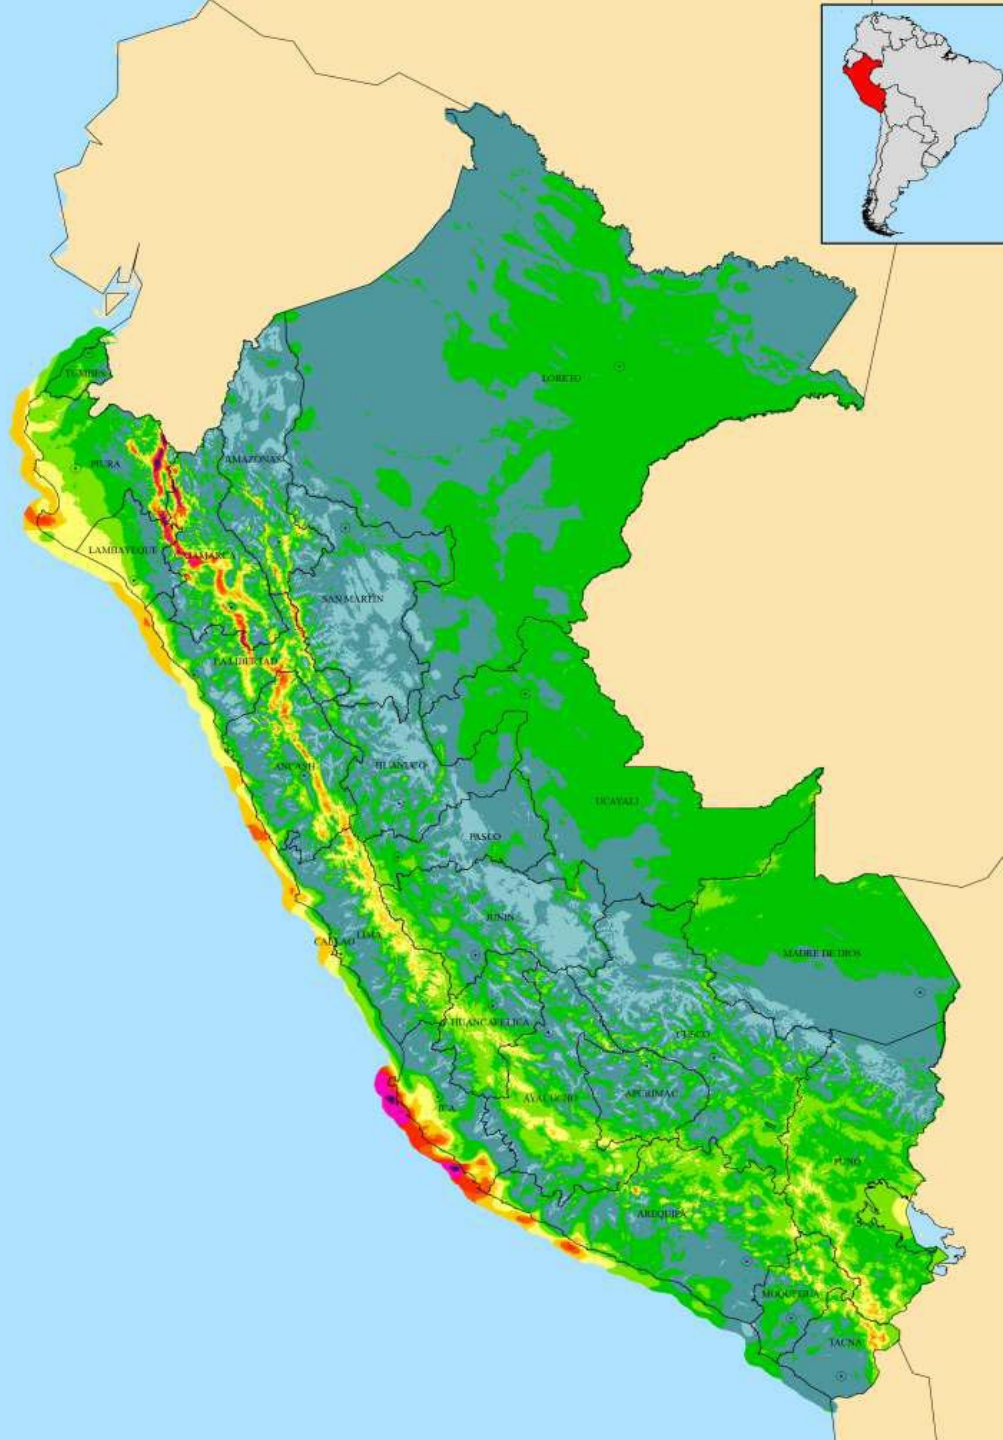 LORETO
TUMBES
PIURA
AMAZONAS
LAMBAYEQUE
CAJAMARCA
SAN MARTIN
LA LIBERTAD
ANCASH
HUANUCO
UCAYALI
PASCO
JUNIN
LIMA
CALLAO
MADRE DE DIOS
HUANCAVELICA
CUSCO
AYACUCHO
APURIMAC
ICA
PUNO
AREQUIPA
MOQUEGUA
TACNA